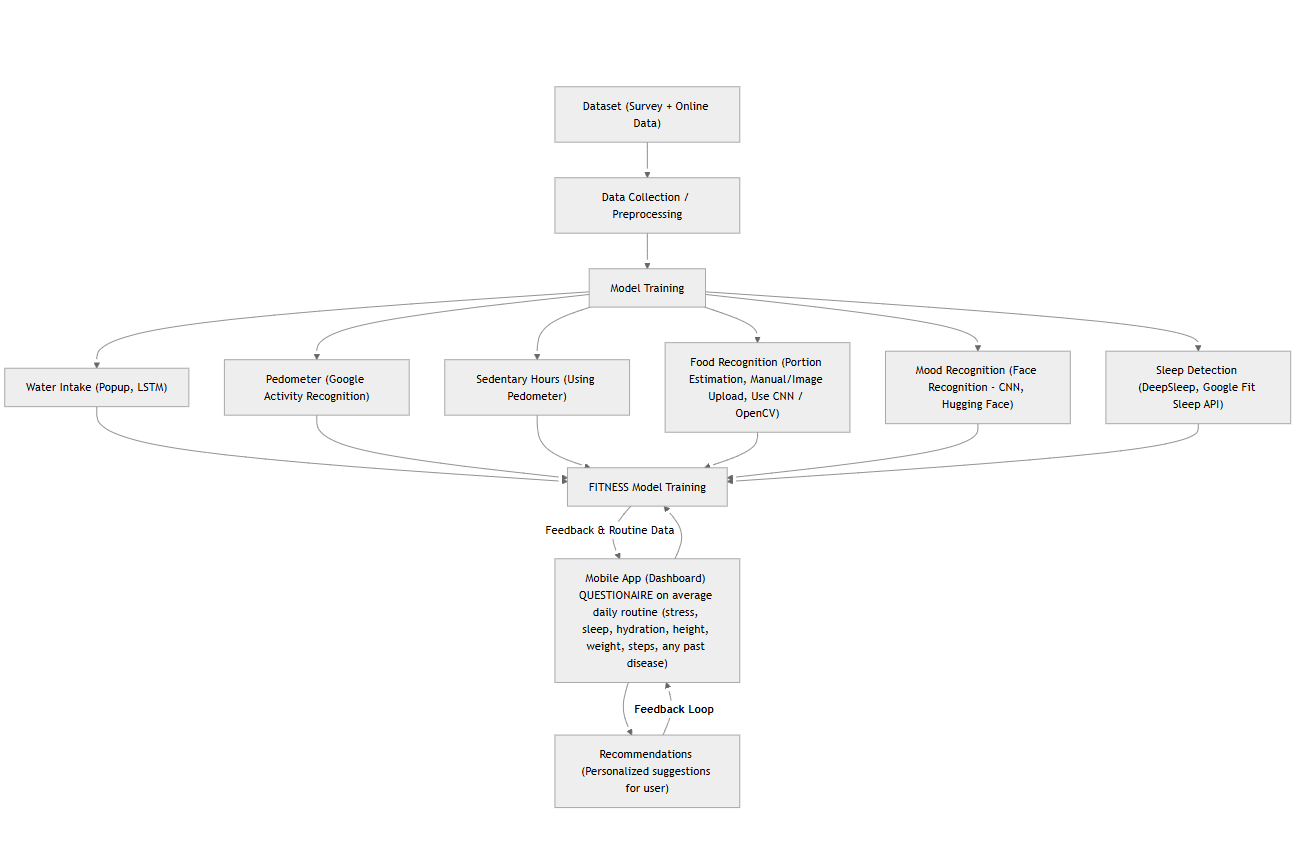 Dataset (Survey + Online
Data)
Data Collection /
Preprocessing
Model Training
Water Intake (Popup, LSTM)
Pedometer (Google
Activity Recognition)
Sedentary Hours (Using
Pedometer)
Food Recognition (Portion
Estimation, Manual/Image
Upload, Use CNN /
OpenCV)
Mood Recognition (Face
Recognition - CNN,
Hugging Face)
Sleep Detection
(DeepSleep, Google Fit
Sleep API)
FITNESS Model Training
Feedback & Routine Data
Mobile App (Dashboard)
QUESTIONAIRE on average
daily routine (stress,
sleep, hydration, height,
weight, steps, any past
disease)
Feedback Loop
Recommendations
(Personalized suggestions
for user)